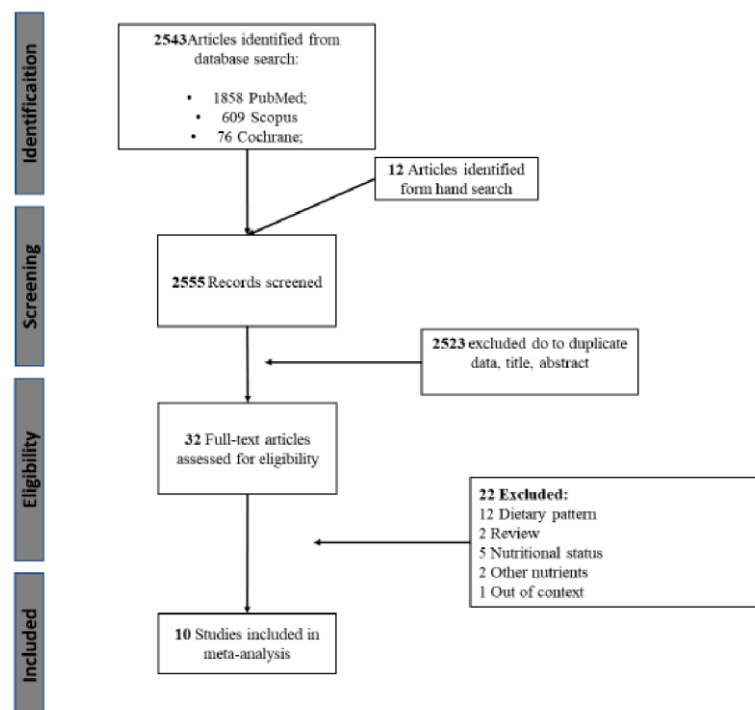 Identificaition
2543Articles identified from
database search:
• 1858 PubMed;
• 609 Scopus
• 76 Cochrane;
12 Articles identified
form hand search
Screening
2555 Records screened
2523 excluded do to duplicate
data, title, abstract
Eligibility
32 Full-text articles
assessed for eligibility
22 Excluded:
12 Dietary pattern
2 Review
5 Nutritional status
2 Other nutrients
1 Out of context
Included
10 Studies included in
meta-analysis